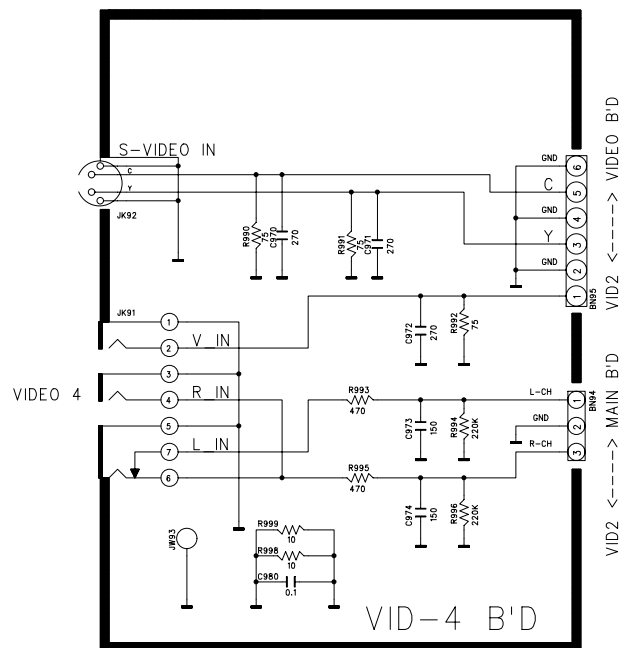 S-VIDEO IN
C
Y
JK92
R990
75
C970
270
R991
75
C971
270
GND
6
C
5
GND
4
Y
3
GND
2
1
BN95
VID2 <-----> VIDEO B'D
JK91
1
V_IN
2
3
VIDEO 4
R_IN
4
5
L_IN
7
6
C972
270
R992
75
R993
470
C973
150
R994
220K
L-CH
1
GND
2
R-CH
3
BN94
VID2 <-----> MAIN B'D
R995
470
C974
150
R996
220K
JW93
R999
10
R998
10
C980
0.1
VID-4 B'D